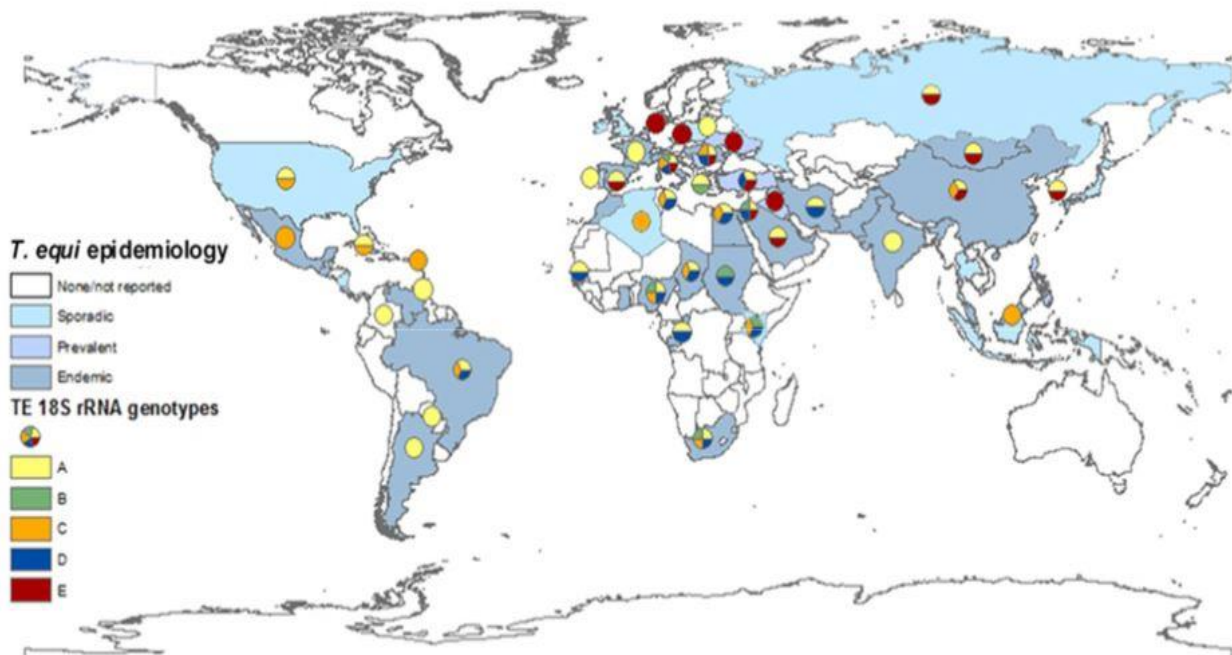 T. equi epidemiology
None/not reported
Sporadic
Prevalent
Endemic
TE 18S rRNA genotypes
A
B
C
D
E